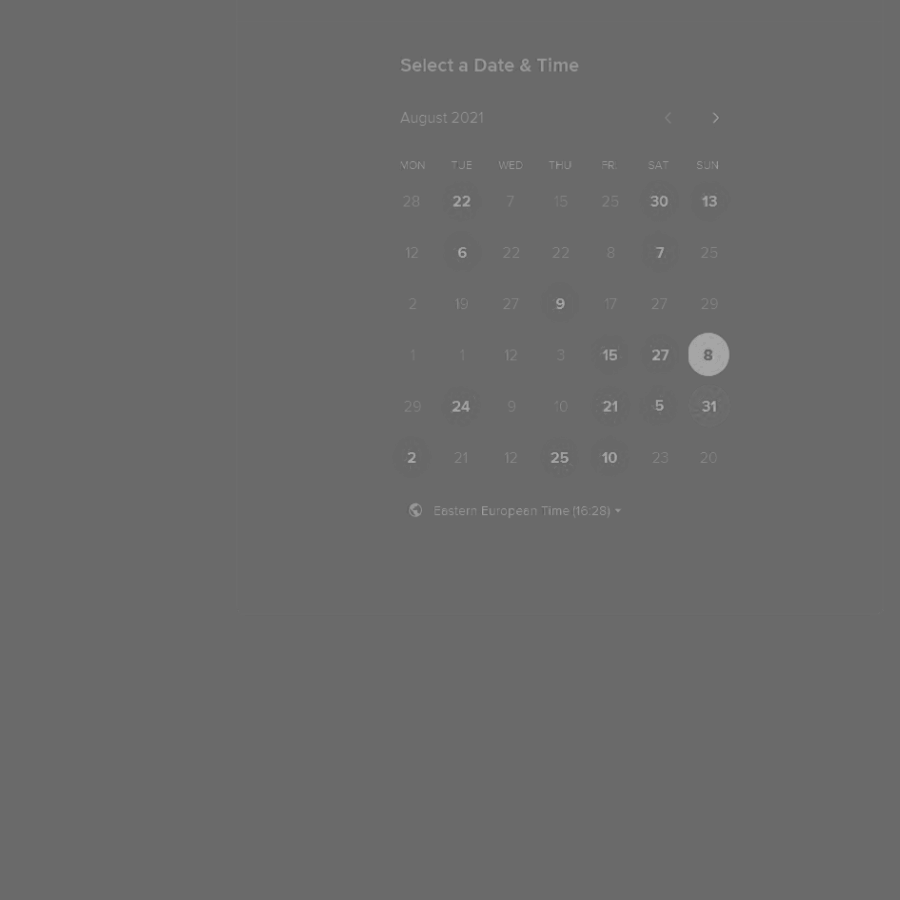 Select a Date & Time
August 2021
MON TUE WED THU FRI SAT SUN
28 22 7 15 25 30 13
12 6 22 22 8 7 25
2 19 27 9 17 27 29
1 1 12 3 15 27 8
29 24 9 10 21 5 31
2 21 12 25 10 23 20
Eastern European Time (16:28)